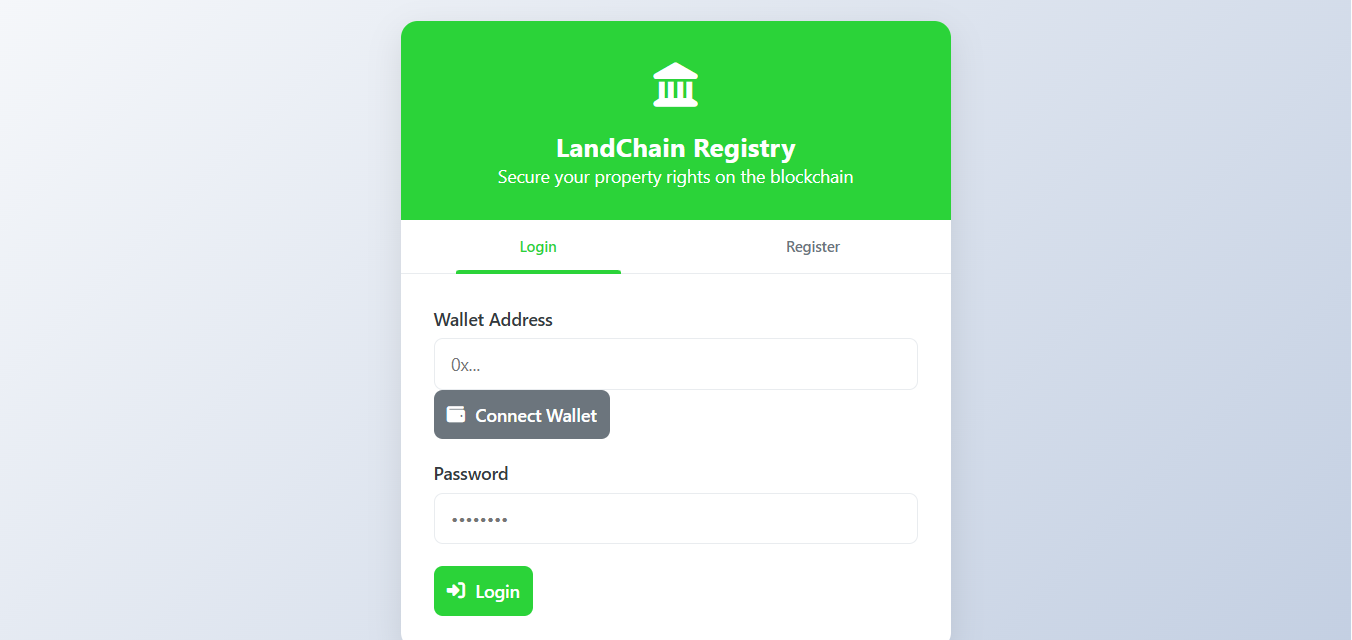 LandChain Registry
Secure your property rights on the blockchain
Login Register
Wallet Address
0x...
Connect Wallet
Password
••••••••
Login